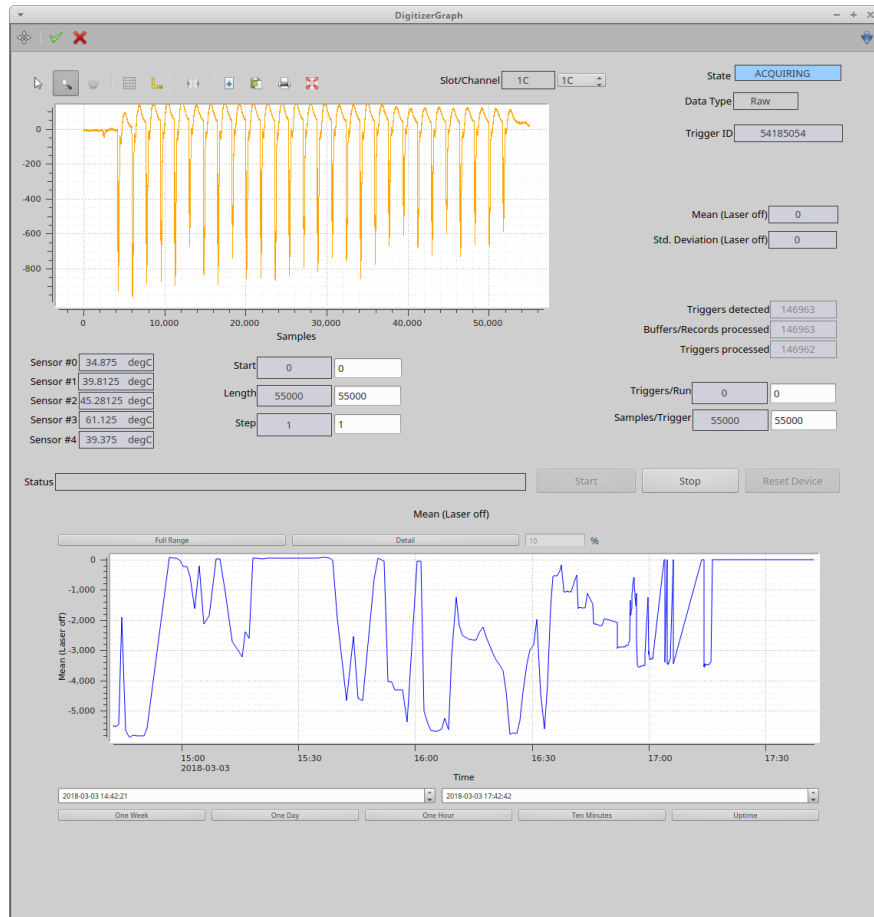 DigitizerGraph
Slot/Channel 1C 1C
State ACQUIRING
Data Type Raw
Trigger ID 54185054
0
-200
-400
-600
-800
0 10,000 20,000 30,000 40,000 50,000
Samples
Mean (Laser off) 0
Std. Deviation (Laser off) 0
Triggers detected 146963
Buffers/Records processed 146963
Triggers processed 146962
Sensor #0 34.875 degC
Sensor #1 39.8125 degC
Sensor #2 45.28125 degC
Sensor #3 61.125 degC
Sensor #4 39.375 degC
Start 0 0
Length 55000 55000
Step 1 1
Triggers/Run 0 0
Samples/Trigger 55000 55000
Status
Start Stop Reset Device
Mean (Laser off)
Full Range Detail 10 %
Mean (Laser off)
0
-1,000
-2,000
-3,000
-4,000
-5,000
15:00 15:30 16:00 16:30 17:00 17:30
2018-03-03
Time
2018-03-03 14:42:21 2018-03-03 17:42:42
One Week One Day One Hour Ten Minutes Uptime